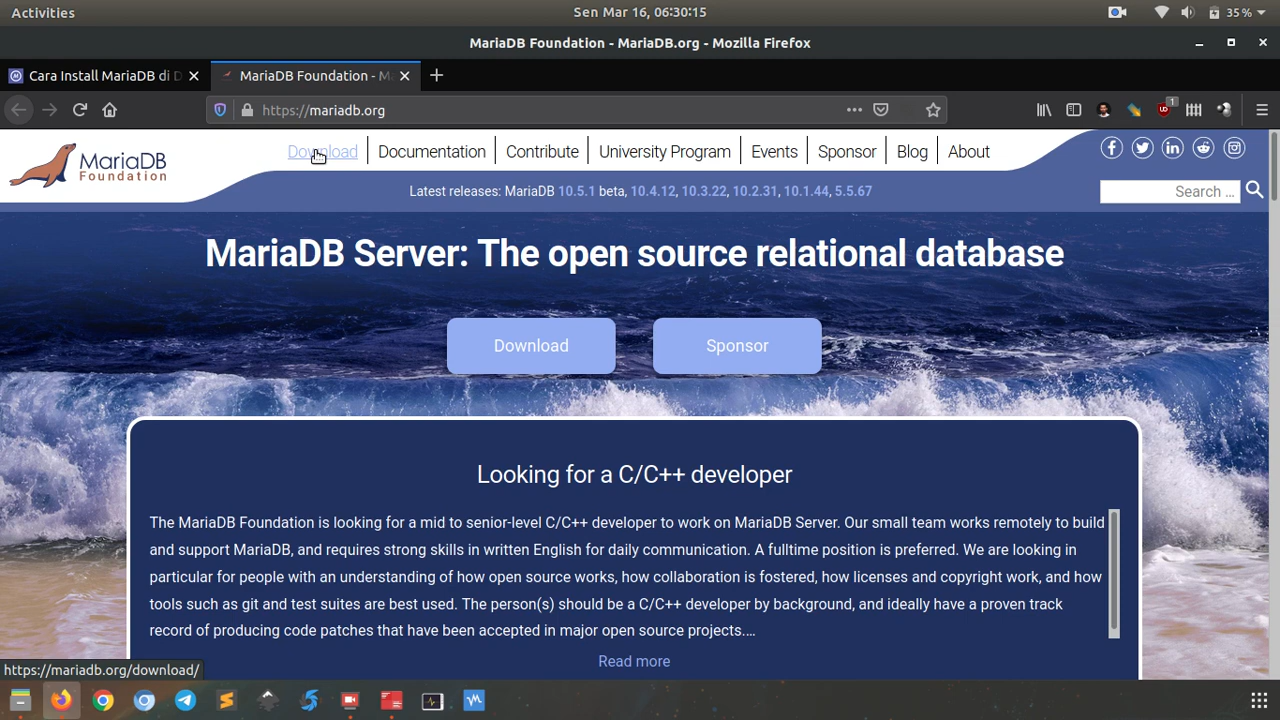 Activities
Sen Mar 16, 06:30:15
35%
MariaDB Foundation - MariaDB.org - Mozilla Firefox
Cara Install MariaDB di D
MariaDB Foundation - Ma
https://mariadb.org
1
MariaDB
Foundation
Download
Documentation
Contribute
University Program
Events
Sponsor
Blog
About
Latest releases: MariaDB 10.5.1 beta, 10.4.12, 10.3.22, 10.2.31, 10.1.44, 5.5.67
Search ...
MariaDB Server: The open source relational database
Download
Sponsor
Looking for a C/C++ developer
The MariaDB Foundation is looking for a mid to senior-level C/C++ developer to work on MariaDB Server. Our small team works remotely to build
and support MariaDB, and requires strong skills in written English for daily communication. A fulltime position is preferred. We are looking in
particular for people with an understanding of how open source works, how collaboration is fostered, how licenses and copyright work, and how
tools such as git and test suites are best used. The person(s) should be a C/C++ developer by background, and ideally have a proven track
record of producing code patches that have been accepted in major open source projects.…
Read more
https://mariadb.org/download/